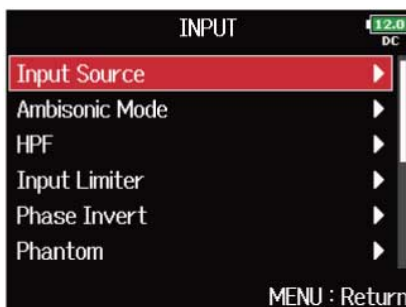 INPUT
12.0
DC
Input Source
Ambisonic Mode
HPF
Input Limiter
Phase Invert
Phantom
MENU : Return